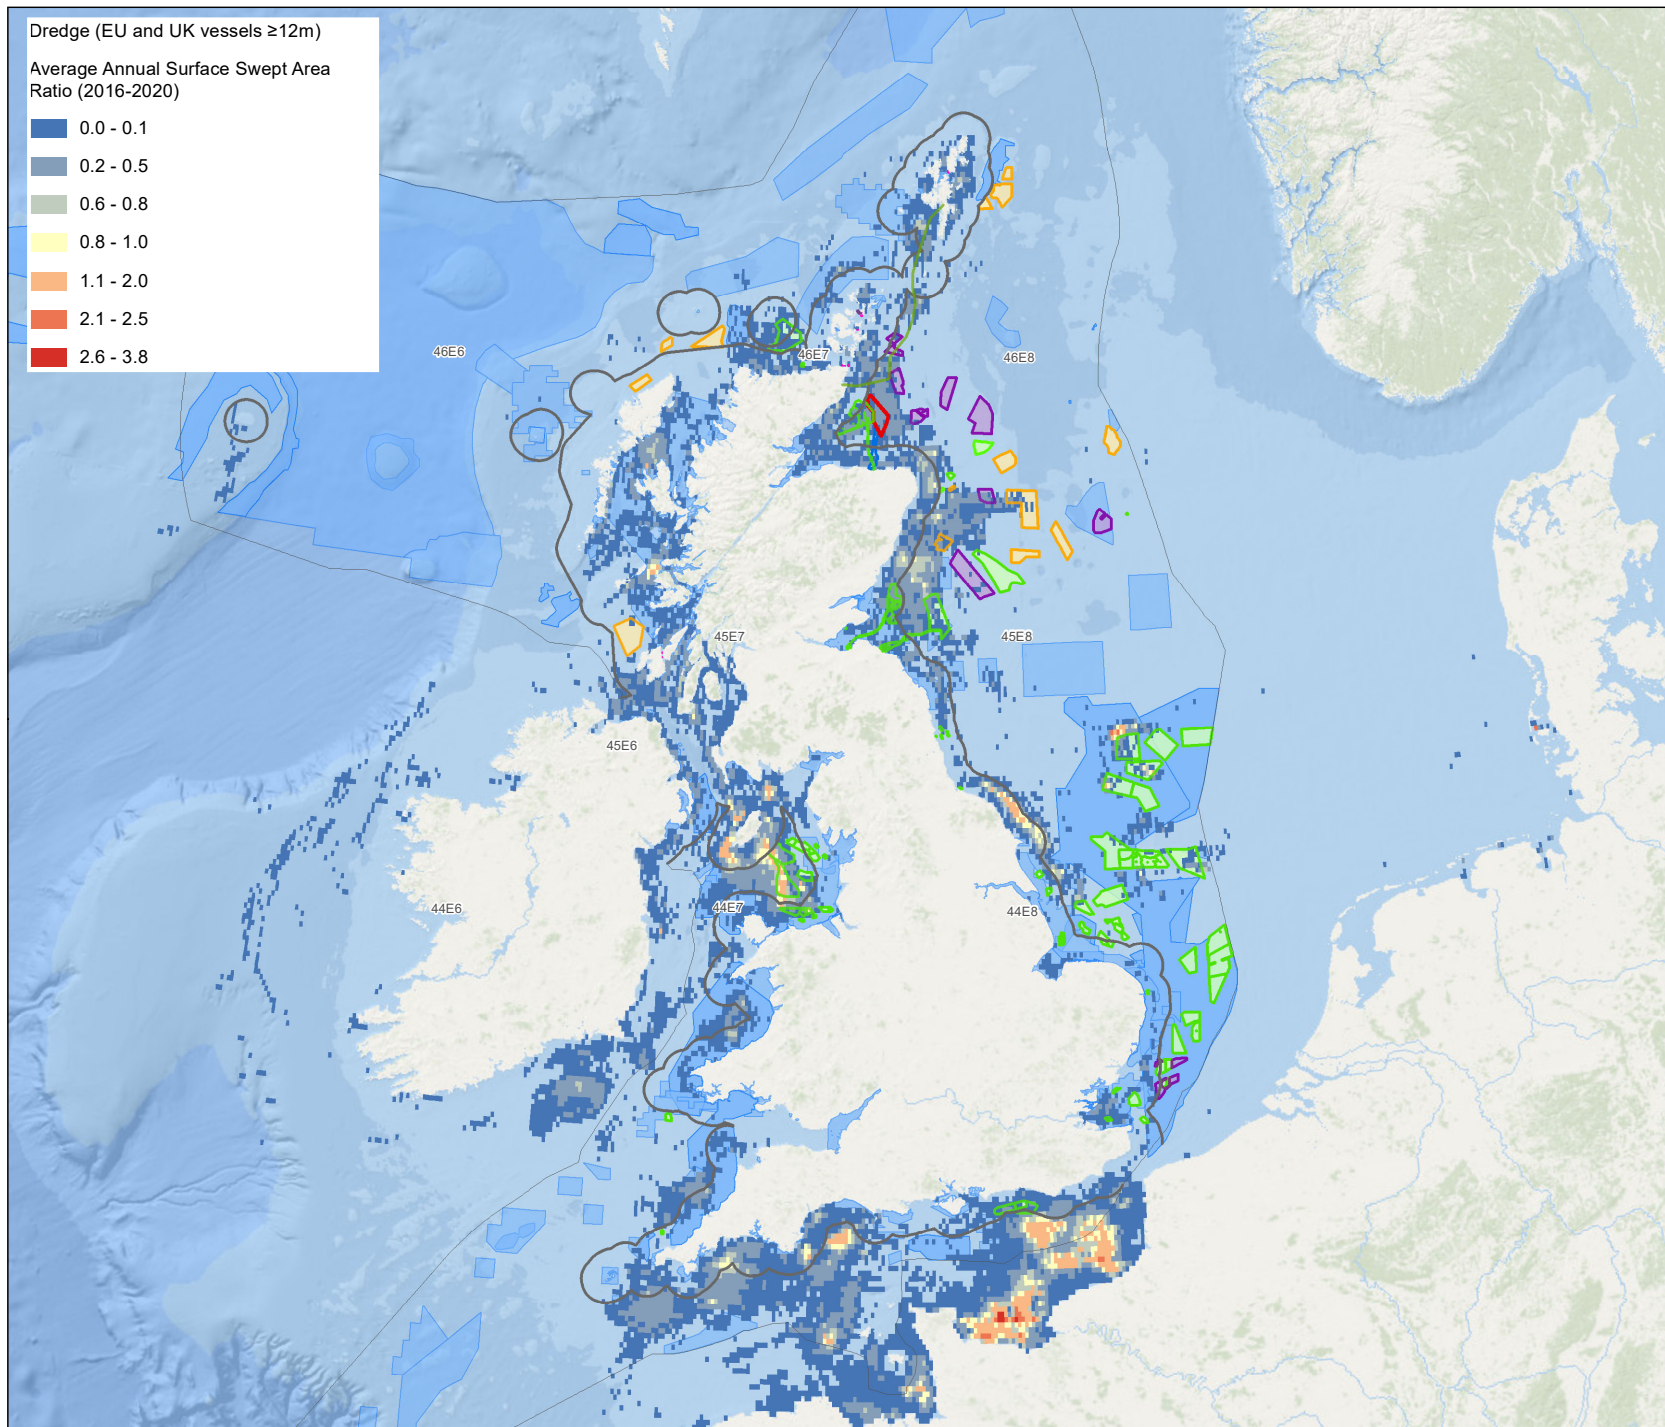 Dredge (EU and UK vessels ≥12m)
Average Annual Surface Swept Area
Ratio (2016-2020)
0.0 - 0.1
0.2 - 0.5
0.6 - 0.8
0.8 - 1.0
1.1 - 2.0
2.1 - 2.5
2.6 - 3.8
46E6
46E7
46E8
45E7
45E8
45E6
44E6
44E7
44E8